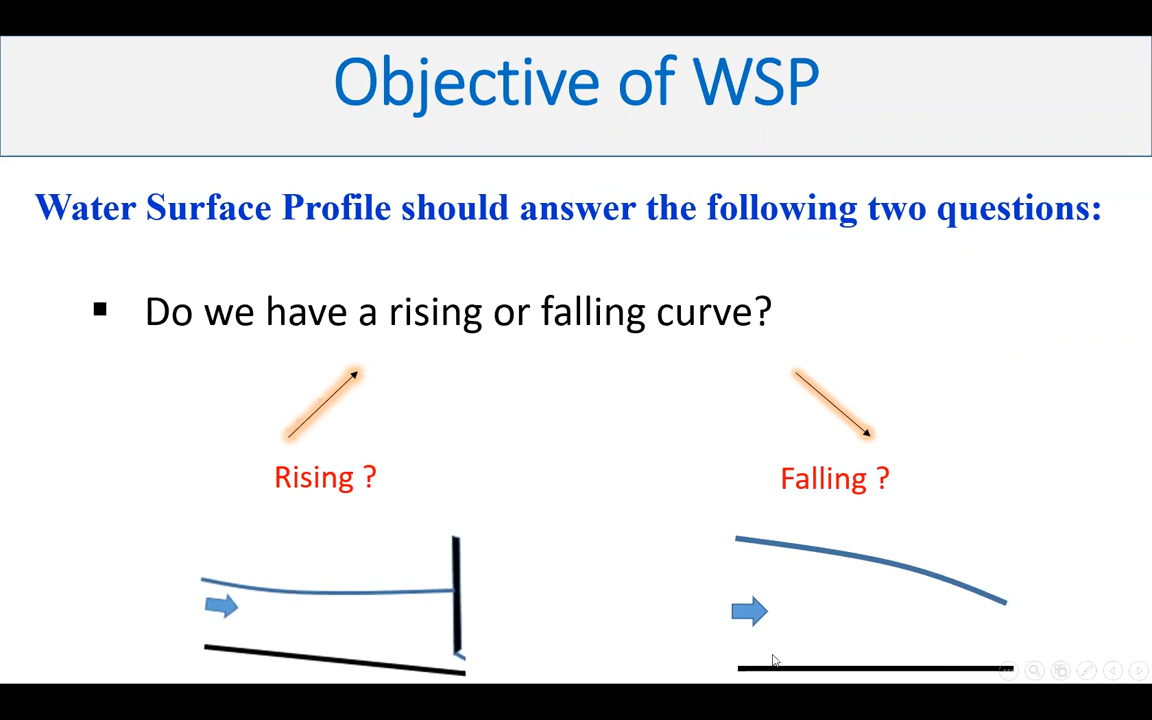 Objective of WSP
Water Surface Profile should answer the following two questions:
▪ Do we have a rising or falling curve?
Rising ?
Falling ?